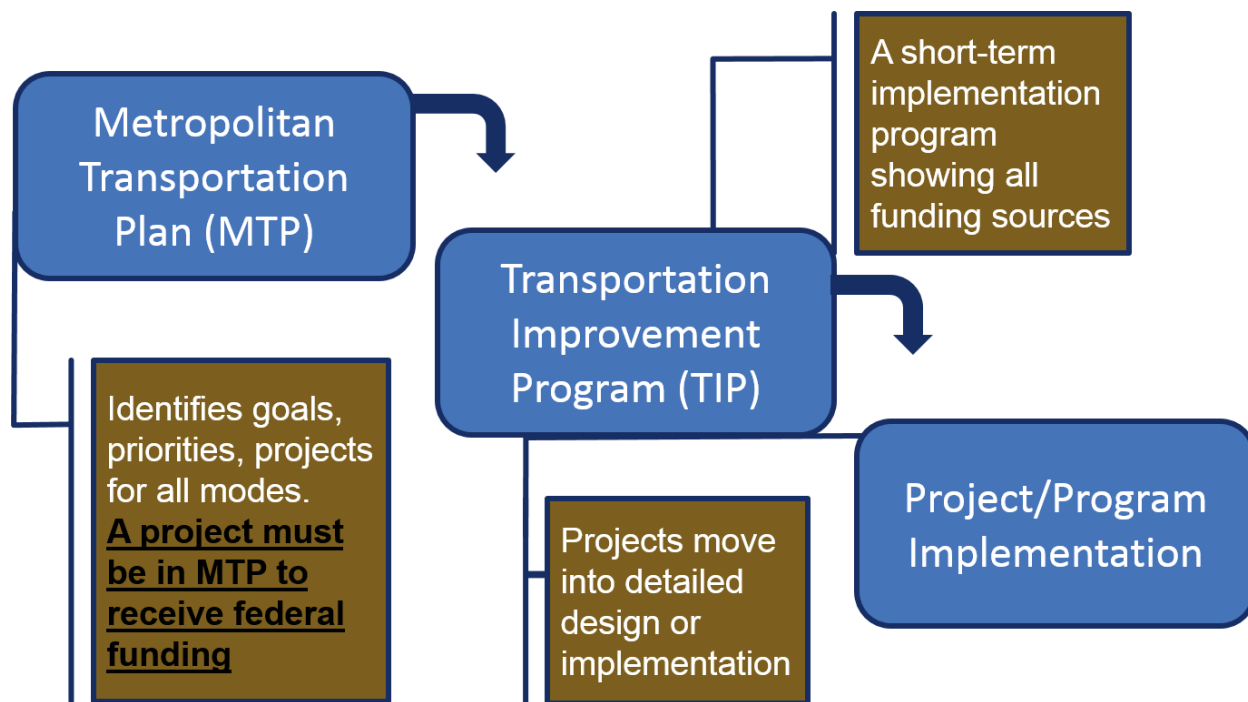 Metropolitan
Transportation
Plan (MTP)
Identifies goals,
priorities, projects
for all modes.
A project must
be in MTP to
receive federal
funding
A short-term
implementation
program
showing all
funding sources
Transportation
Improvement
Program (TIP)
Projects move
into detailed
design or
implementation
Project/Program
Implementation